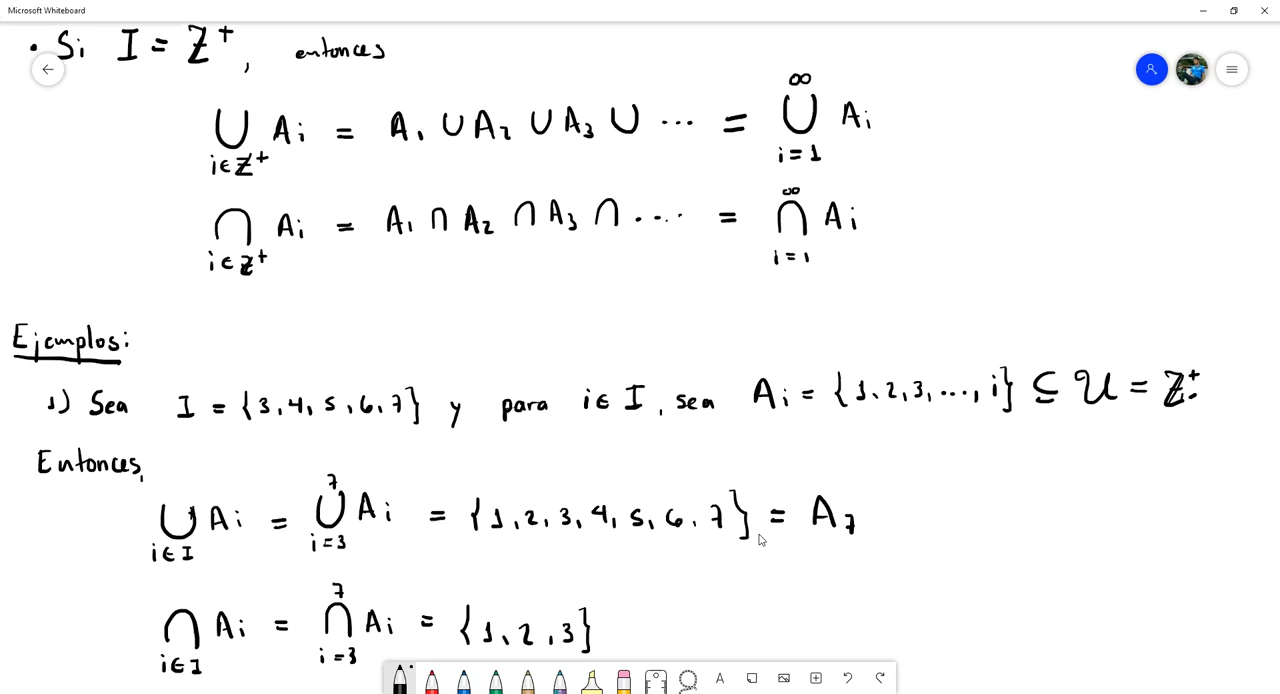 Microsoft Whiteboard
• Si I = Z⁺, entonces
⋃ i∈Z⁺ Ai = A₁ ∪ A₂ ∪ A₃ ∪ ... = ⋃ i=1 ∞ Ai
⋂ i∈Z⁺ Ai = A₁ ∩ A₂ ∩ A₃ ∩ .... = ⋂ i=1 ∞ Ai
Ejemplos:
1) Sea I = {3, 4, 5, 6, 7} y para i∈I, sea Ai = {1, 2, 3, ..., i} ⊆ U = Z⁺.
Entonces,
⋃ i∈I Ai = ⋃ i=3 7 Ai = {1, 2, 3, 4, 5, 6, 7} = A₇
⋂ i∈I Ai = ⋂ i=3 7 Ai = {1, 2, 3}